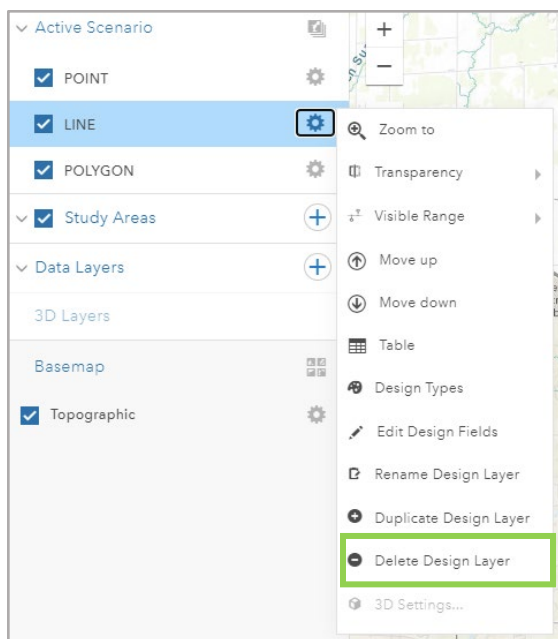 Active Scenario
POINT
LINE
POLYGON
Study Areas
Data Layers
3D Layers
Basemap
Topographic
+
−
Zoom to
Transparency
Visible Range
Move up
Move down
Table
Design Types
Edit Design Fields
Rename Design Layer
Duplicate Design Layer
Delete Design Layer
3D Settings...